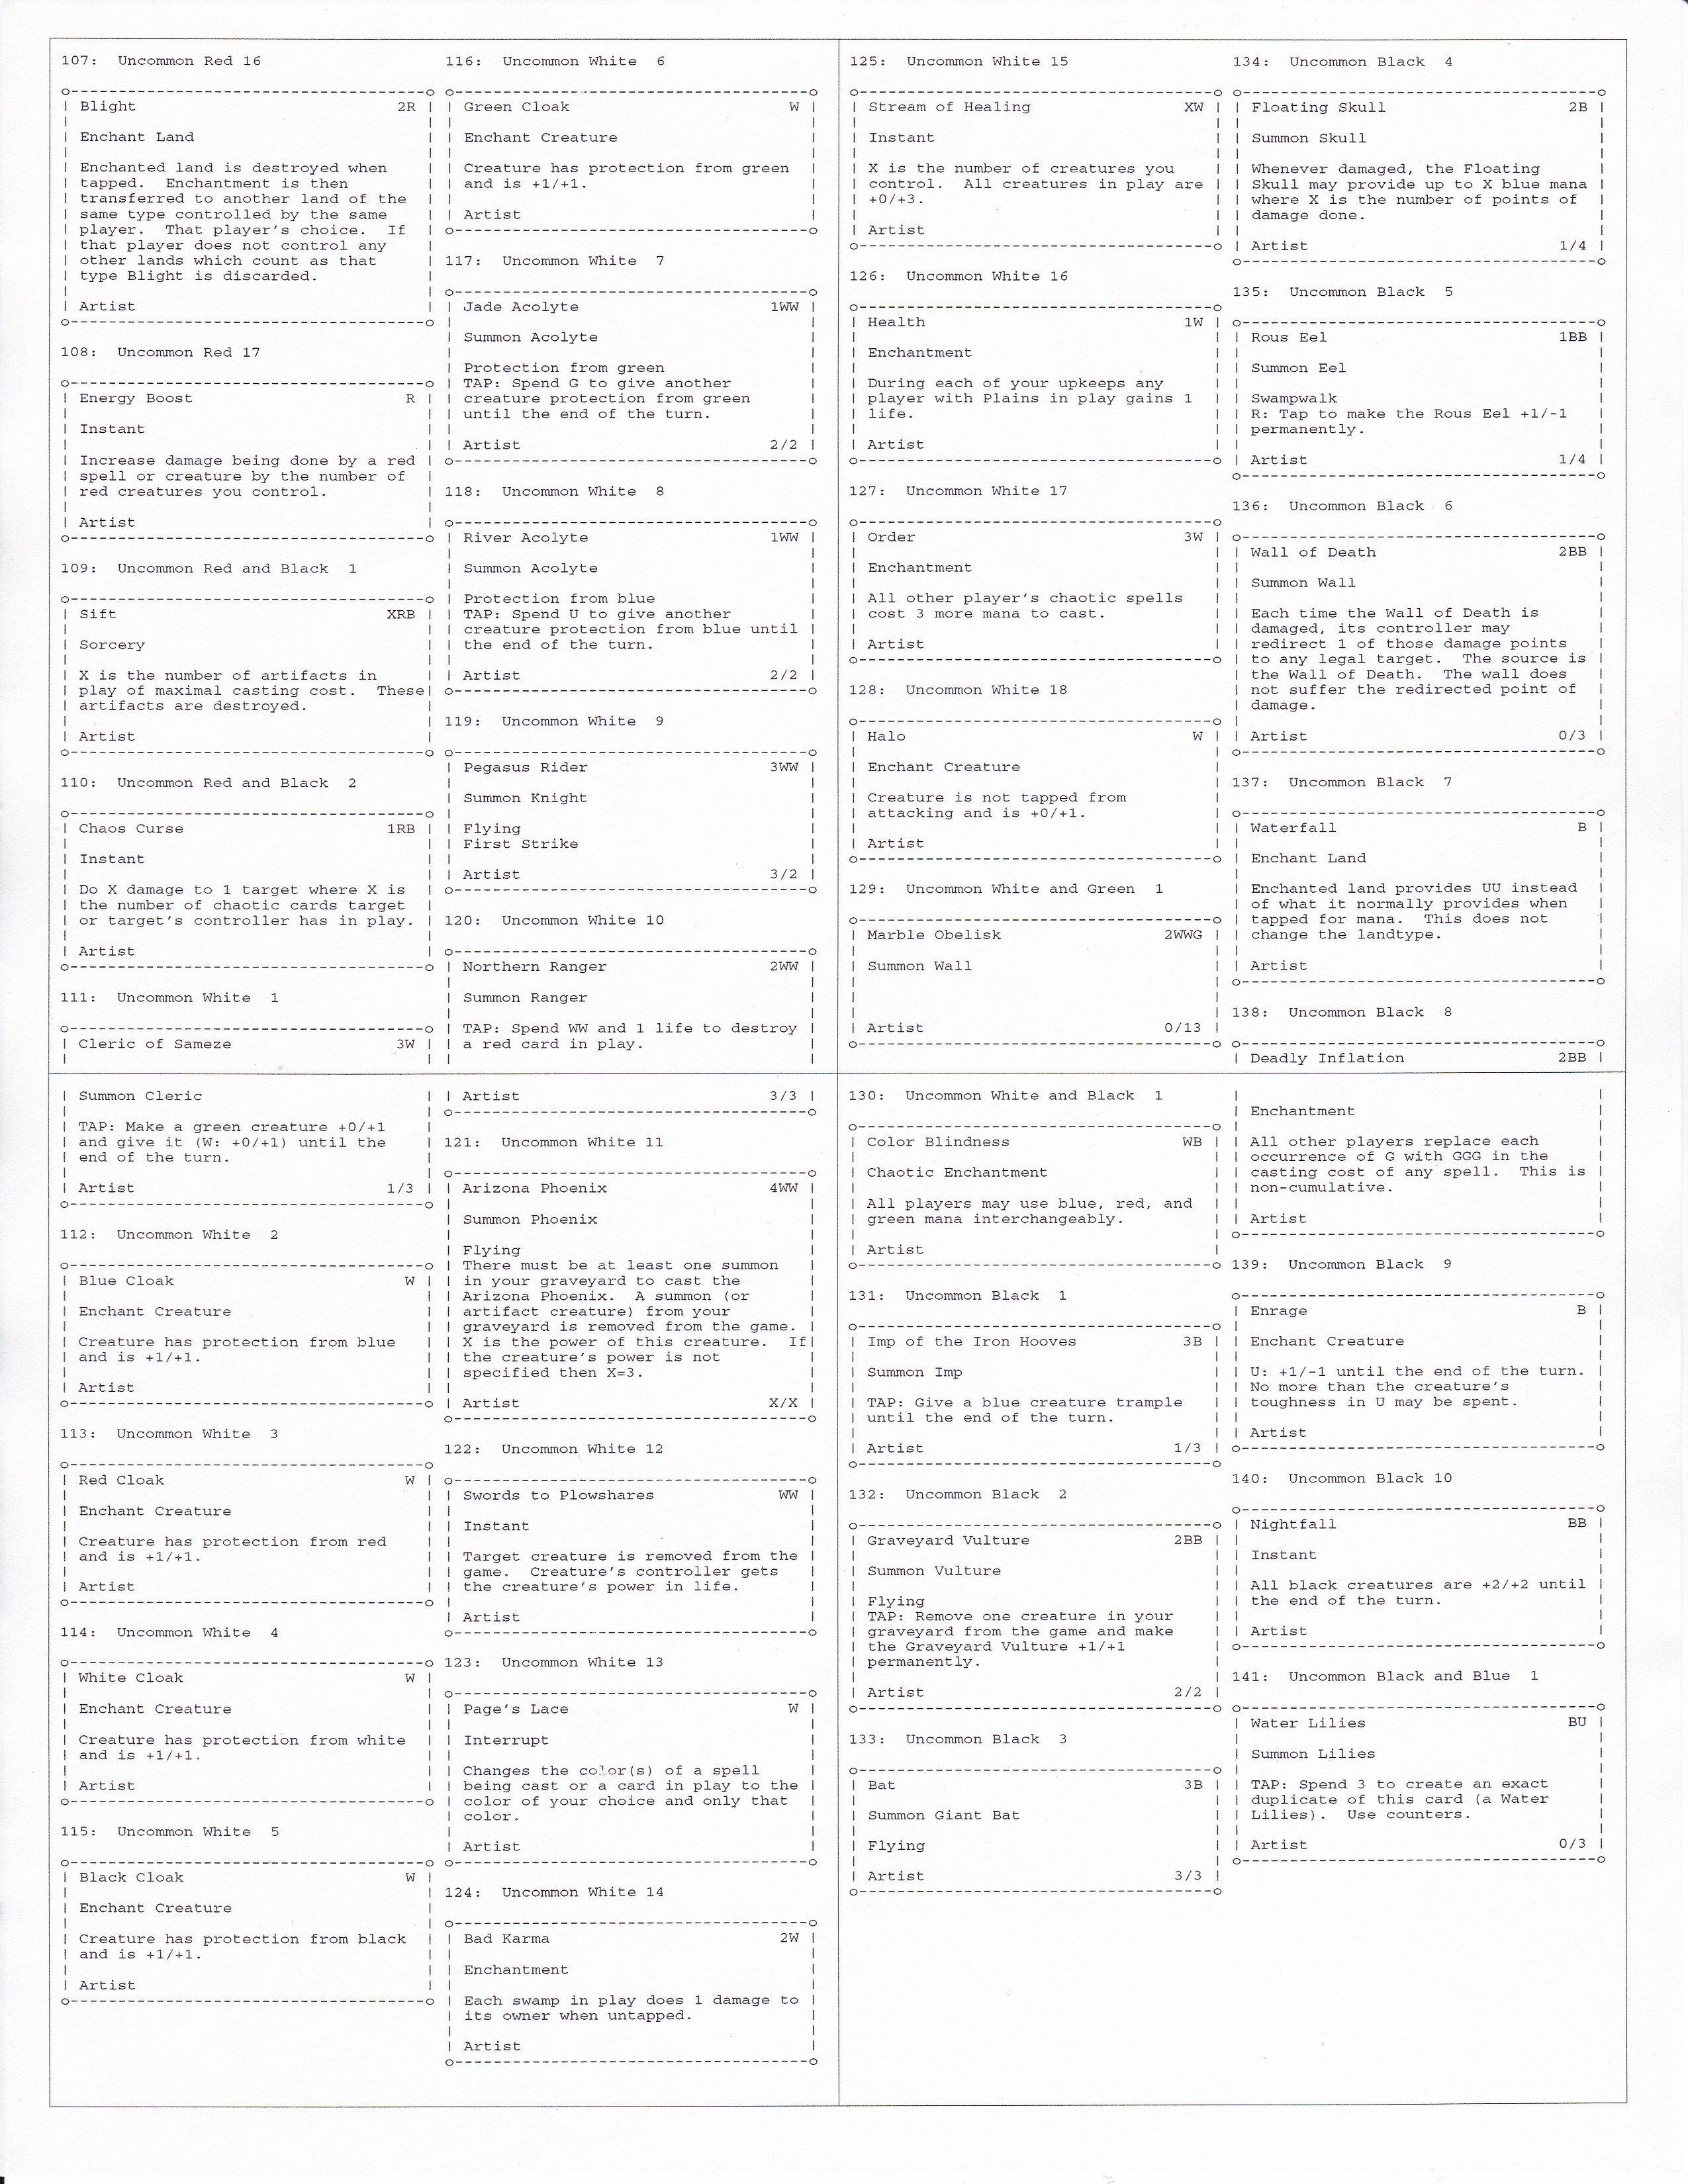 107:  Uncommon Red 16
Blight 2R
Enchant Land
Enchanted land is destroyed when
tapped.  Enchantment is then
transferred to another land of the
same type controlled by the same
player.  That player's choice.  If
that player does not control any
other lands which count as that
type Blight is discarded.
Artist
108:  Uncommon Red 17
Energy Boost R
Instant
Increase damage being done by a red
spell or creature by the number of
red creatures you control.
Artist
109:  Uncommon Red and Black  1
Sift XRB
Sorcery
X is the number of artifacts in
play of maximal casting cost.  These
artifacts are destroyed.
Artist
110:  Uncommon Red and Black  2
Chaos Curse 1RB
Instant
Do X damage to 1 target where X is
the number of chaotic cards target
or target's controller has in play.
Artist
111:  Uncommon White  1
Cleric of Sameze 3W
Summon Cleric
TAP: Make a green creature +0/+1
and give it (W: +0/+1) until the
end of the turn.
Artist 1/3
112:  Uncommon White  2
Blue Cloak W
Enchant Creature
Creature has protection from blue
and is +1/+1.
Artist
113:  Uncommon White  3
Red Cloak W
Enchant Creature
Creature has protection from red
and is +1/+1.
Artist
114:  Uncommon White  4
White Cloak W
Enchant Creature
Creature has protection from white
and is +1/+1.
Artist
115:  Uncommon White  5
Black Cloak W
Enchant Creature
Creature has protection from black
and is +1/+1.
Artist
116:  Uncommon White  6
Green Cloak W
Enchant Creature
Creature has protection from green
and is +1/+1.
Artist
117:  Uncommon White  7
Jade Acolyte 1WW
Summon Acolyte
Protection from green
TAP: Spend G to give another
creature protection from green
until the end of the turn.
Artist 2/2
118:  Uncommon White  8
River Acolyte 1WW
Summon Acolyte
Protection from blue
TAP: Spend U to give another
creature protection from blue until
the end of the turn.
Artist 2/2
119:  Uncommon White  9
Pegasus Rider 3WW
Summon Knight
Flying
First Strike
Artist 3/2
120:  Uncommon White 10
Northern Ranger 2WW
Summon Ranger
TAP: Spend WW and 1 life to destroy
a red card in play.
Artist 3/3
121:  Uncommon White 11
Arizona Phoenix 4WW
Summon Phoenix
Flying
There must be at least one summon
in your graveyard to cast the
Arizona Phoenix.  A summon (or
artifact creature) from your
graveyard is removed from the game.
X is the power of this creature.  If
the creature's power is not
specified then X=3.
Artist X/X
122:  Uncommon White 12
Swords to Plowshares WW
Instant
Target creature is removed from the
game.  Creature's controller gets
the creature's power in life.
Artist
123:  Uncommon White 13
Page's Lace W
Interrupt
Changes the color(s) of a spell
being cast or a card in play to the
color of your choice and only that
color.
Artist
124:  Uncommon White 14
Bad Karma 2W
Enchantment
Each swamp in play does 1 damage to
its owner when untapped.
Artist
125:  Uncommon White 15
Stream of Healing XW
Instant
X is the number of creatures you
control.  All creatures in play are
+0/+3.
Artist
126:  Uncommon White 16
Health 1W
Enchantment
During each of your upkeeps any
player with Plains in play gains 1
life.
Artist
127:  Uncommon White 17
Order 3W
Enchantment
All other player's chaotic spells
cost 3 more mana to cast.
Artist
128:  Uncommon White 18
Halo W
Enchant Creature
Creature is not tapped from
attacking and is +0/+1.
Artist
129:  Uncommon White and Green  1
Marble Obelisk 2WWG
Summon Wall
Artist 0/13
130:  Uncommon White and Black  1
Color Blindness WB
Chaotic Enchantment
All players may use blue, red, and
green mana interchangeably.
Artist
131:  Uncommon Black  1
Imp of the Iron Hooves 3B
Summon Imp
TAP: Give a blue creature trample
until the end of the turn.
Artist 1/3
132:  Uncommon Black  2
Graveyard Vulture 2BB
Summon Vulture
Flying
TAP: Remove one creature in your
graveyard from the game and make
the Graveyard Vulture +1/+1
permanently.
Artist 2/2
133:  Uncommon Black  3
Bat 3B
Summon Giant Bat
Flying
Artist 3/3
134:  Uncommon Black  4
Floating Skull 2B
Summon Skull
Whenever damaged, the Floating
Skull may provide up to X blue mana
where X is the number of points of
damage done.
Artist 1/4
135:  Uncommon Black  5
Rous Eel 1BB
Summon Eel
Swampwalk
R: Tap to make the Rous Eel +1/-1
permanently.
Artist 1/4
136:  Uncommon Black  6
Wall of Death 2BB
Summon Wall
Each time the Wall of Death is
damaged, its controller may
redirect 1 of those damage points
to any legal target.  The source is
the Wall of Death.  The wall does
not suffer the redirected point of
damage.
Artist 0/3
137:  Uncommon Black  7
Waterfall B
Enchant Land
Enchanted land provides UU instead
of what it normally provides when
tapped for mana.  This does not
change the landtype.
Artist
138:  Uncommon Black  8
Deadly Inflation 2BB
Enchantment
All other players replace each
occurrence of G with GGG in the
casting cost of any spell.  This is
non-cumulative.
Artist
139:  Uncommon Black  9
Enrage B
Enchant Creature
U: +1/-1 until the end of the turn.
No more than the creature's
toughness in U may be spent.
Artist
140:  Uncommon Black 10
Nightfall BB
Instant
All black creatures are +2/+2 until
the end of the turn.
Artist
141:  Uncommon Black and Blue  1
Water Lilies BU
Summon Lilies
TAP: Spend 3 to create an exact
duplicate of this card (a Water
Lilies).  Use counters.
Artist 0/3